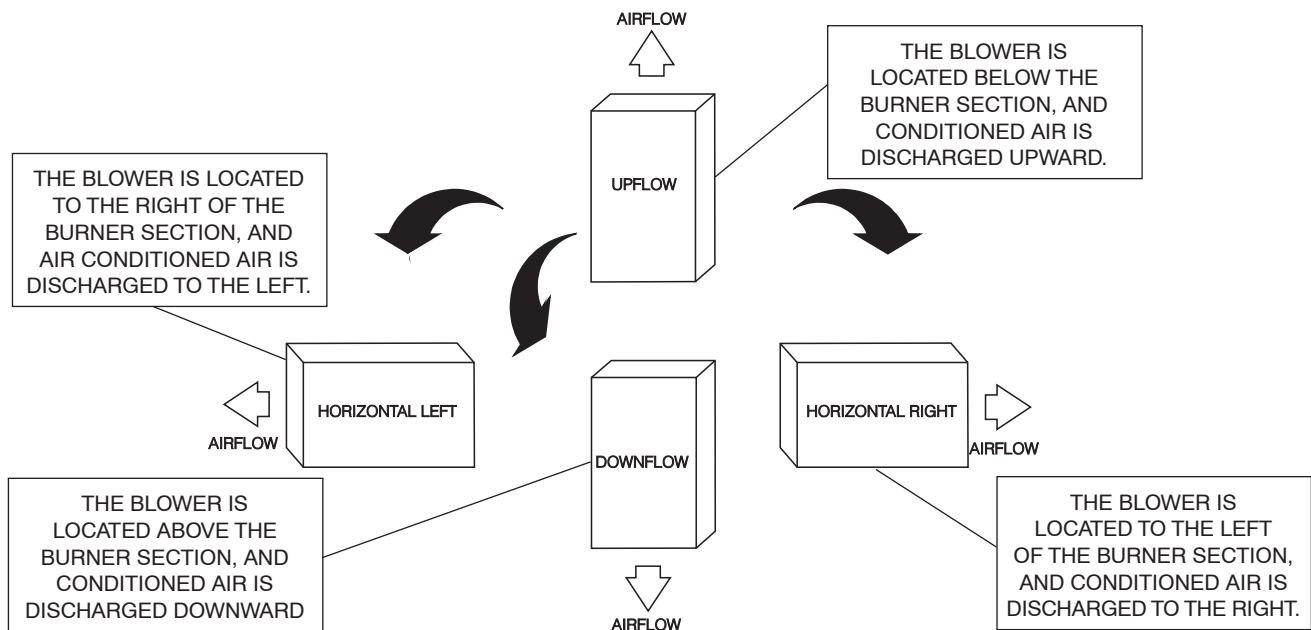 AIRFLOW
THE BLOWER IS
LOCATED BELOW THE
BURNER SECTION, AND
CONDITIONED AIR IS
DISCHARGED UPWARD.
UPFLOW
THE BLOWER IS LOCATED
TO THE RIGHT OF THE
BURNER SECTION, AND
AIR CONDITIONED AIR IS
DISCHARGED TO THE LEFT.
HORIZONTAL LEFT
AIRFLOW
HORIZONTAL RIGHT
AIRFLOW
DOWNFLOW
THE BLOWER IS
LOCATED ABOVE THE
BURNER SECTION, AND
CONDITIONED AIR IS
DISCHARGED DOWNWARD
THE BLOWER IS
LOCATED TO THE LEFT
OF THE BURNER SECTION,
AND CONDITIONED AIR IS
DISCHARGED TO THE RIGHT.
AIRFLOW